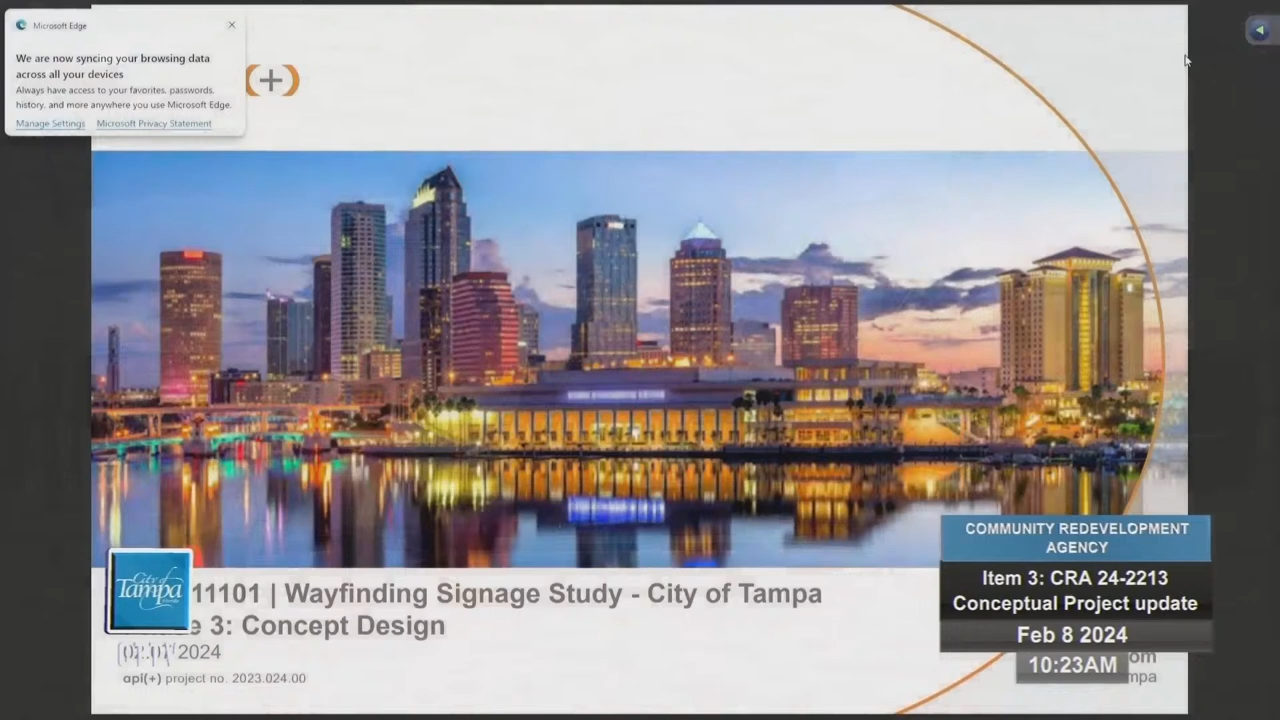 Microsoft Edge
We are now syncing your browsing data
across all your devices
Always have access to your favorites, passwords,
history, and more anywhere you use Microsoft Edge.
Manage Settings Microsoft Privacy Statement
(+)
City of
Tampa
11101 | Wayfinding Signage Study - City of Tampa
e 3: Concept Design
2024
api(+) project no. 2023.024.00
COMMUNITY REDEVELOPMENT
AGENCY
Item 3: CRA 24-2213
Conceptual Project update
Feb 8 2024
10:23AM
om
mpa